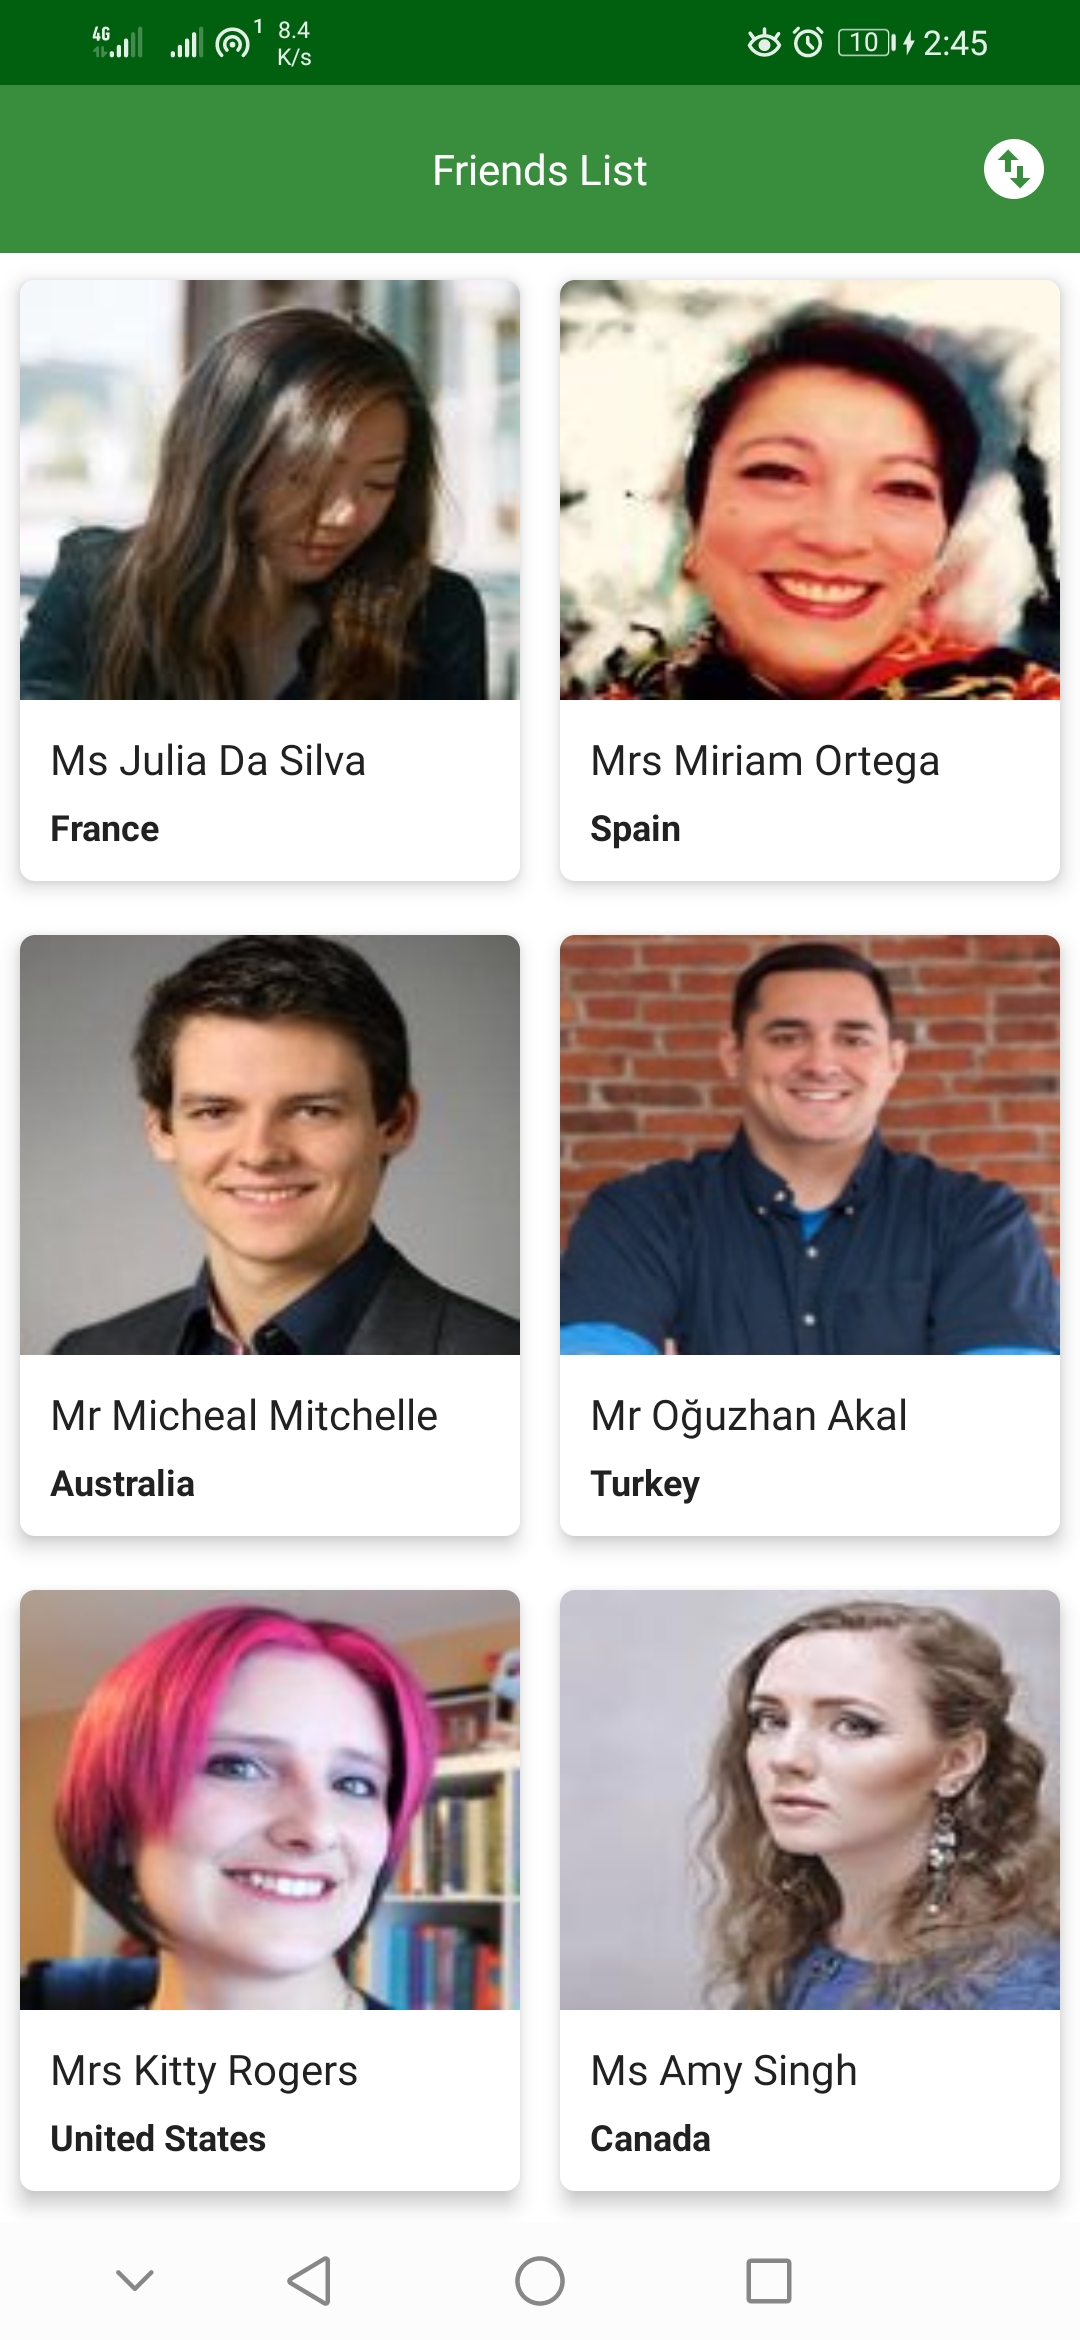 4G
1
8.4
K/s
10
2:45
Friends List
Ms Julia Da Silva
France
Mrs Miriam Ortega
Spain
Mr Micheal Mitchelle
Australia
Mr Oğuzhan Akal
Turkey
Mrs Kitty Rogers
United States
Ms Amy Singh
Canada